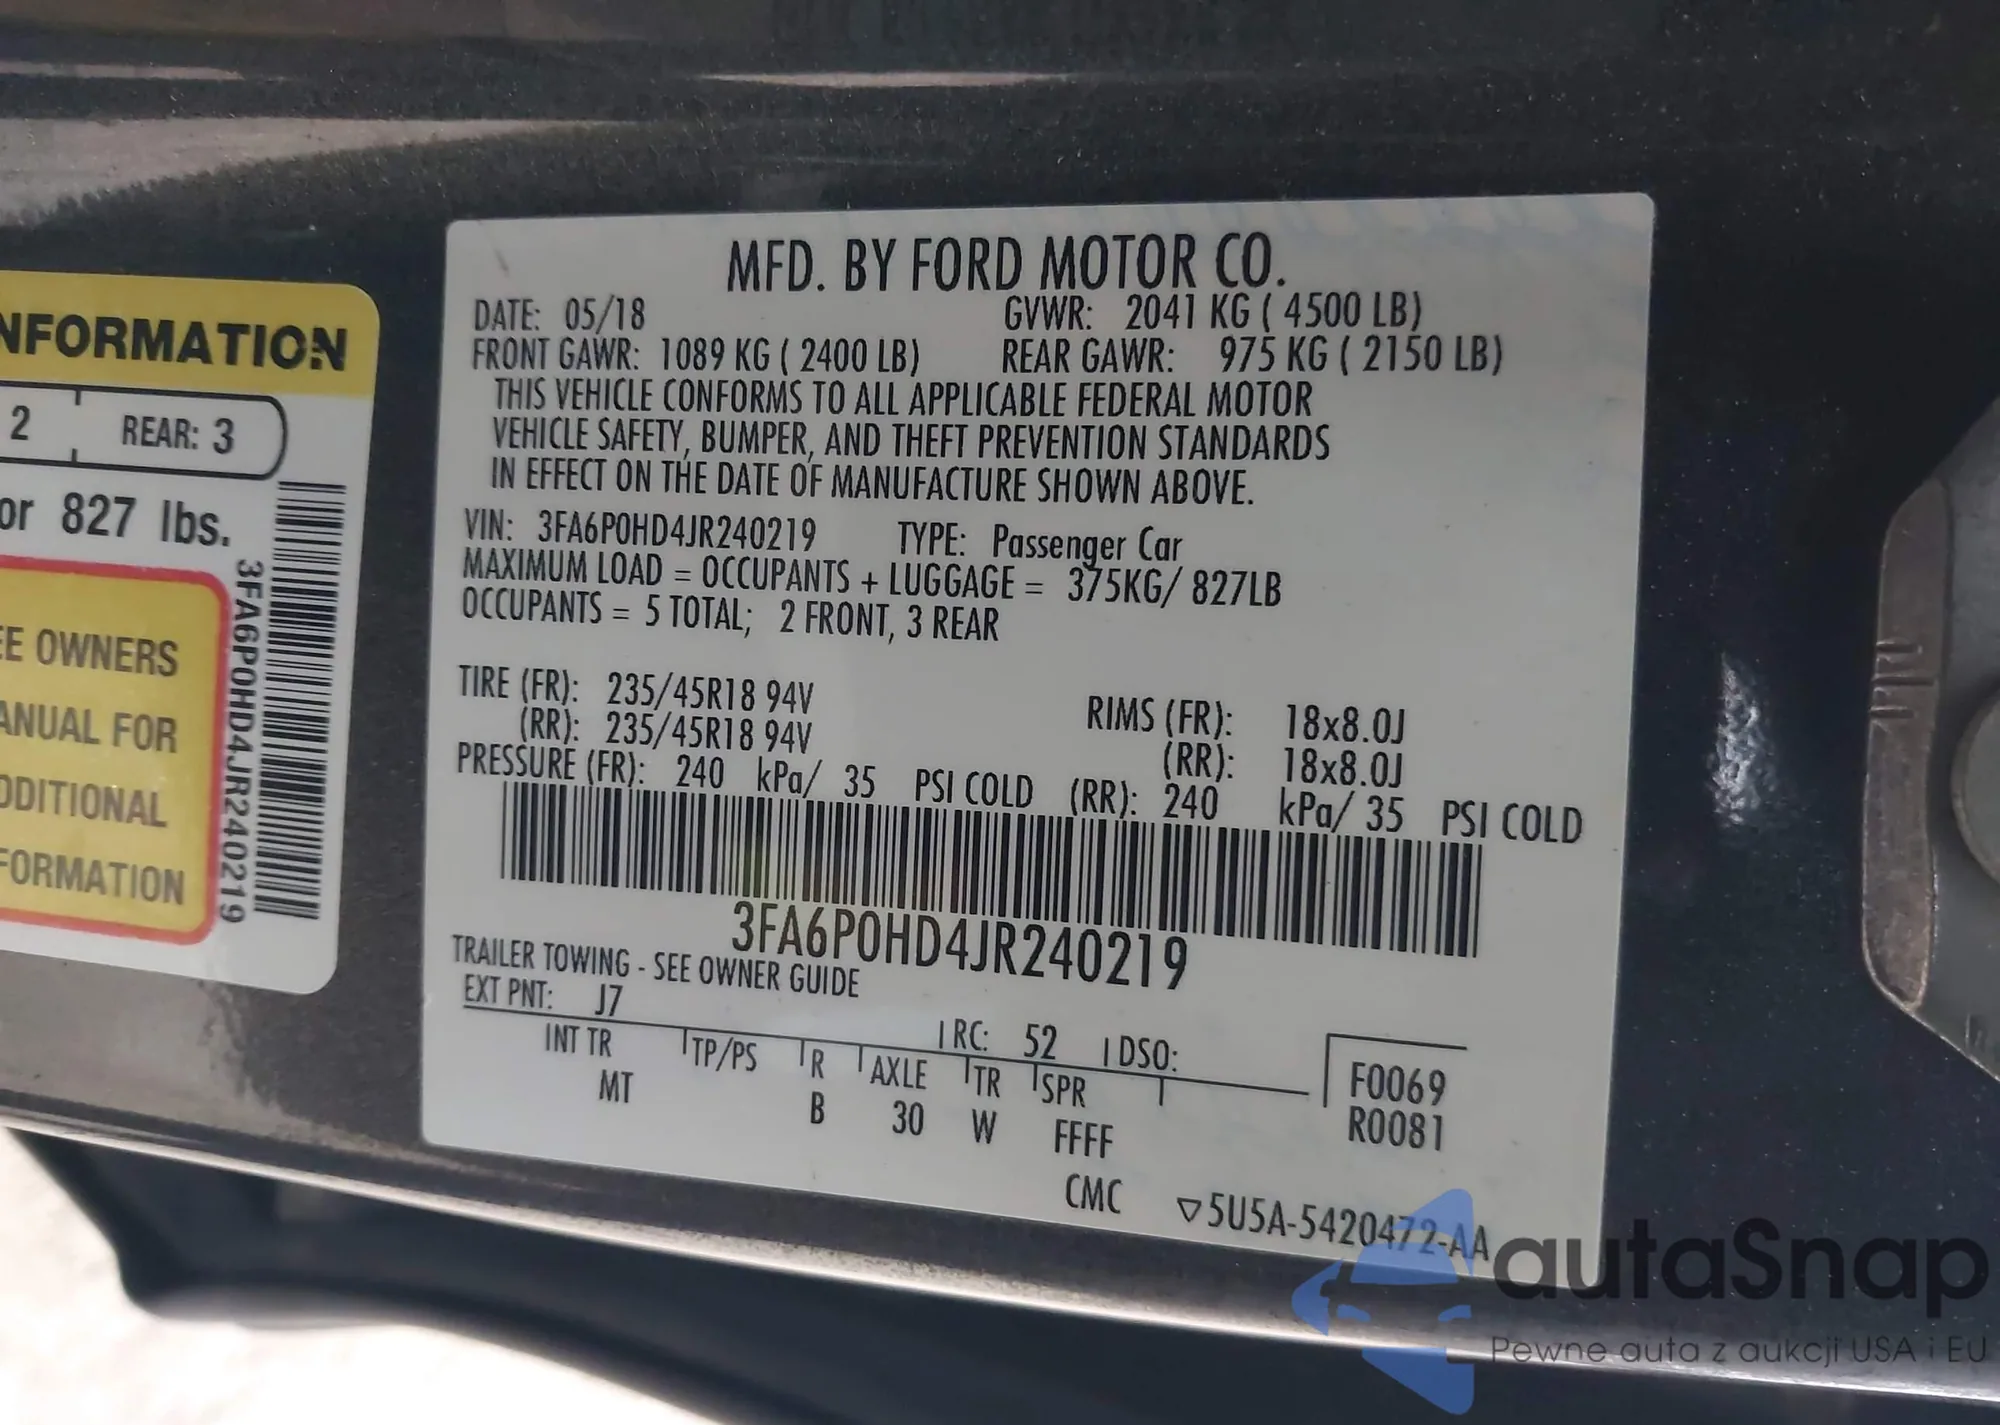 NFORMATION
2 REAR: 3
or 827 lbs.
3FA6P0HD4JR240219
EE OWNERS
ANUAL FOR
DDITIONAL
FORMATION
MFD. BY FORD MOTOR CO.
DATE: 05/18 GVWR: 2041 KG ( 4500 LB)
FRONT GAWR: 1089 KG ( 2400 LB) REAR GAWR: 975 KG ( 2150 LB)
THIS VEHICLE CONFORMS TO ALL APPLICABLE FEDERAL MOTOR
VEHICLE SAFETY, BUMPER, AND THEFT PREVENTION STANDARDS
IN EFFECT ON THE DATE OF MANUFACTURE SHOWN ABOVE.
VIN: 3FA6P0HD4JR240219 TYPE: Passenger Car
MAXIMUM LOAD = OCCUPANTS + LUGGAGE = 375KG/ 827LB
OCCUPANTS = 5 TOTAL; 2 FRONT, 3 REAR
TIRE (FR): 235/45R18 94V RIMS (FR): 18x8.0J
(RR): 235/45R18 94V (RR): 18x8.0J
PRESSURE (FR): 240 kPa/ 35 PSI COLD (RR): 240 kPa/ 35 PSI COLD
3FA6P0HD4JR240219
TRAILER TOWING - SEE OWNER GUIDE
EXT PNT: J7 RC: 52 DSO:
INT TR TP/PS R AXLE TR SPR F0069
MT B 30 W FFFF R0081
CMC ▽5U5A-5420472-AA
autaSnap
Pewne auta z aukcji USA i EU